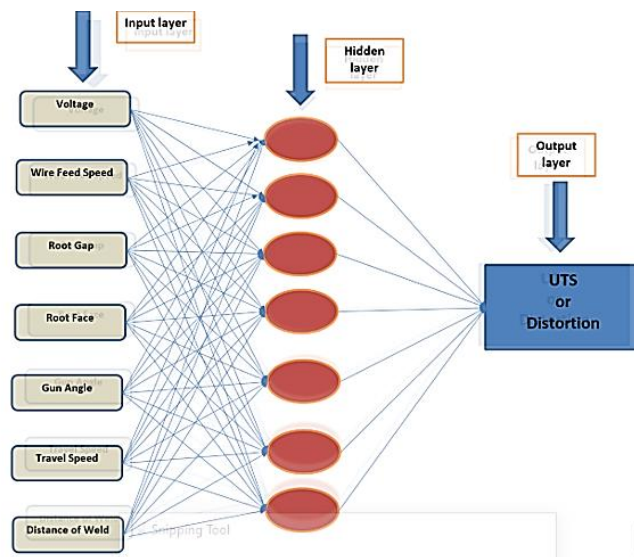 Input layer
Hidden
layer
Output
layer
Voltage
Wire Feed Speed
Root Gap
Root Face
Gun Angle
Travel Speed
Distance of Weld
UTS
or
Distortion
Snipping Tool